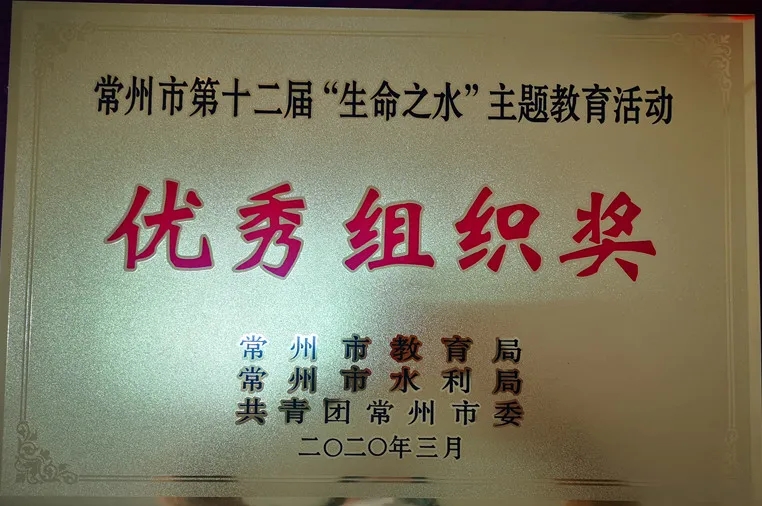 常州市第十二届“生命之水”主题教育活动
优秀组织奖
常州市教育局
常州市水利局
共青团常州市委
二〇二〇年三月